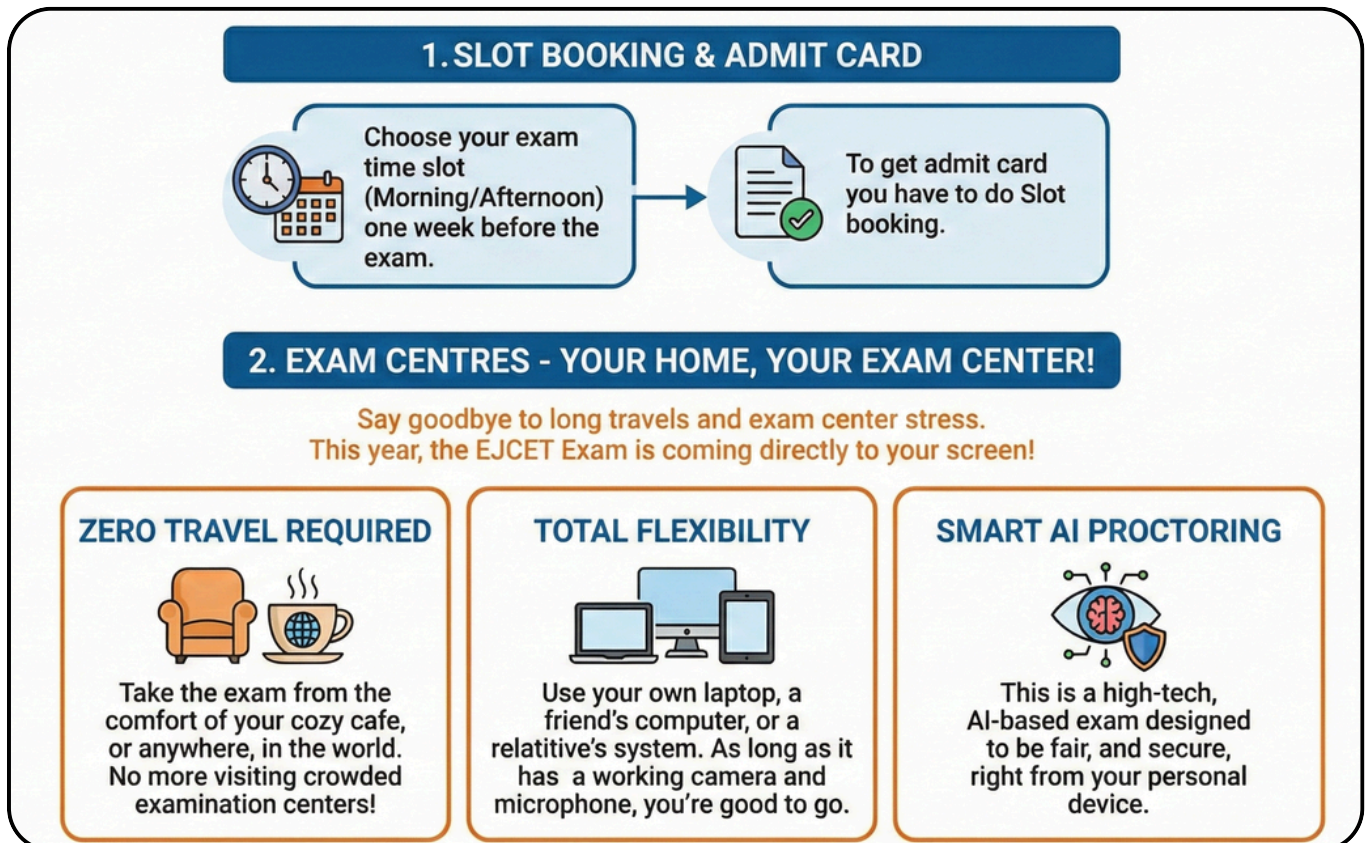 1. SLOT BOOKING & ADMIT CARD
Choose your exam
time slot
(Morning/Afternoon)
one week before the
exam.
To get admit card
you have to do Slot
booking.
2. EXAM CENTRES - YOUR HOME, YOUR EXAM CENTER!
Say goodbye to long travels and exam center stress.
This year, the EJCET Exam is coming directly to your screen!
ZERO TRAVEL REQUIRED
Take the exam from the
comfort of your cozy cafe,
or anywhere, in the world.
No more visiting crowded
examination centers!
TOTAL FLEXIBILITY
Use your own laptop, a
friend's computer, or a
relatitive's system. As long as it
has a working camera and
microphone, you're good to go.
SMART AI PROCTORING
This is a high-tech,
AI-based exam designed
to be fair, and secure,
right from your personal
device.